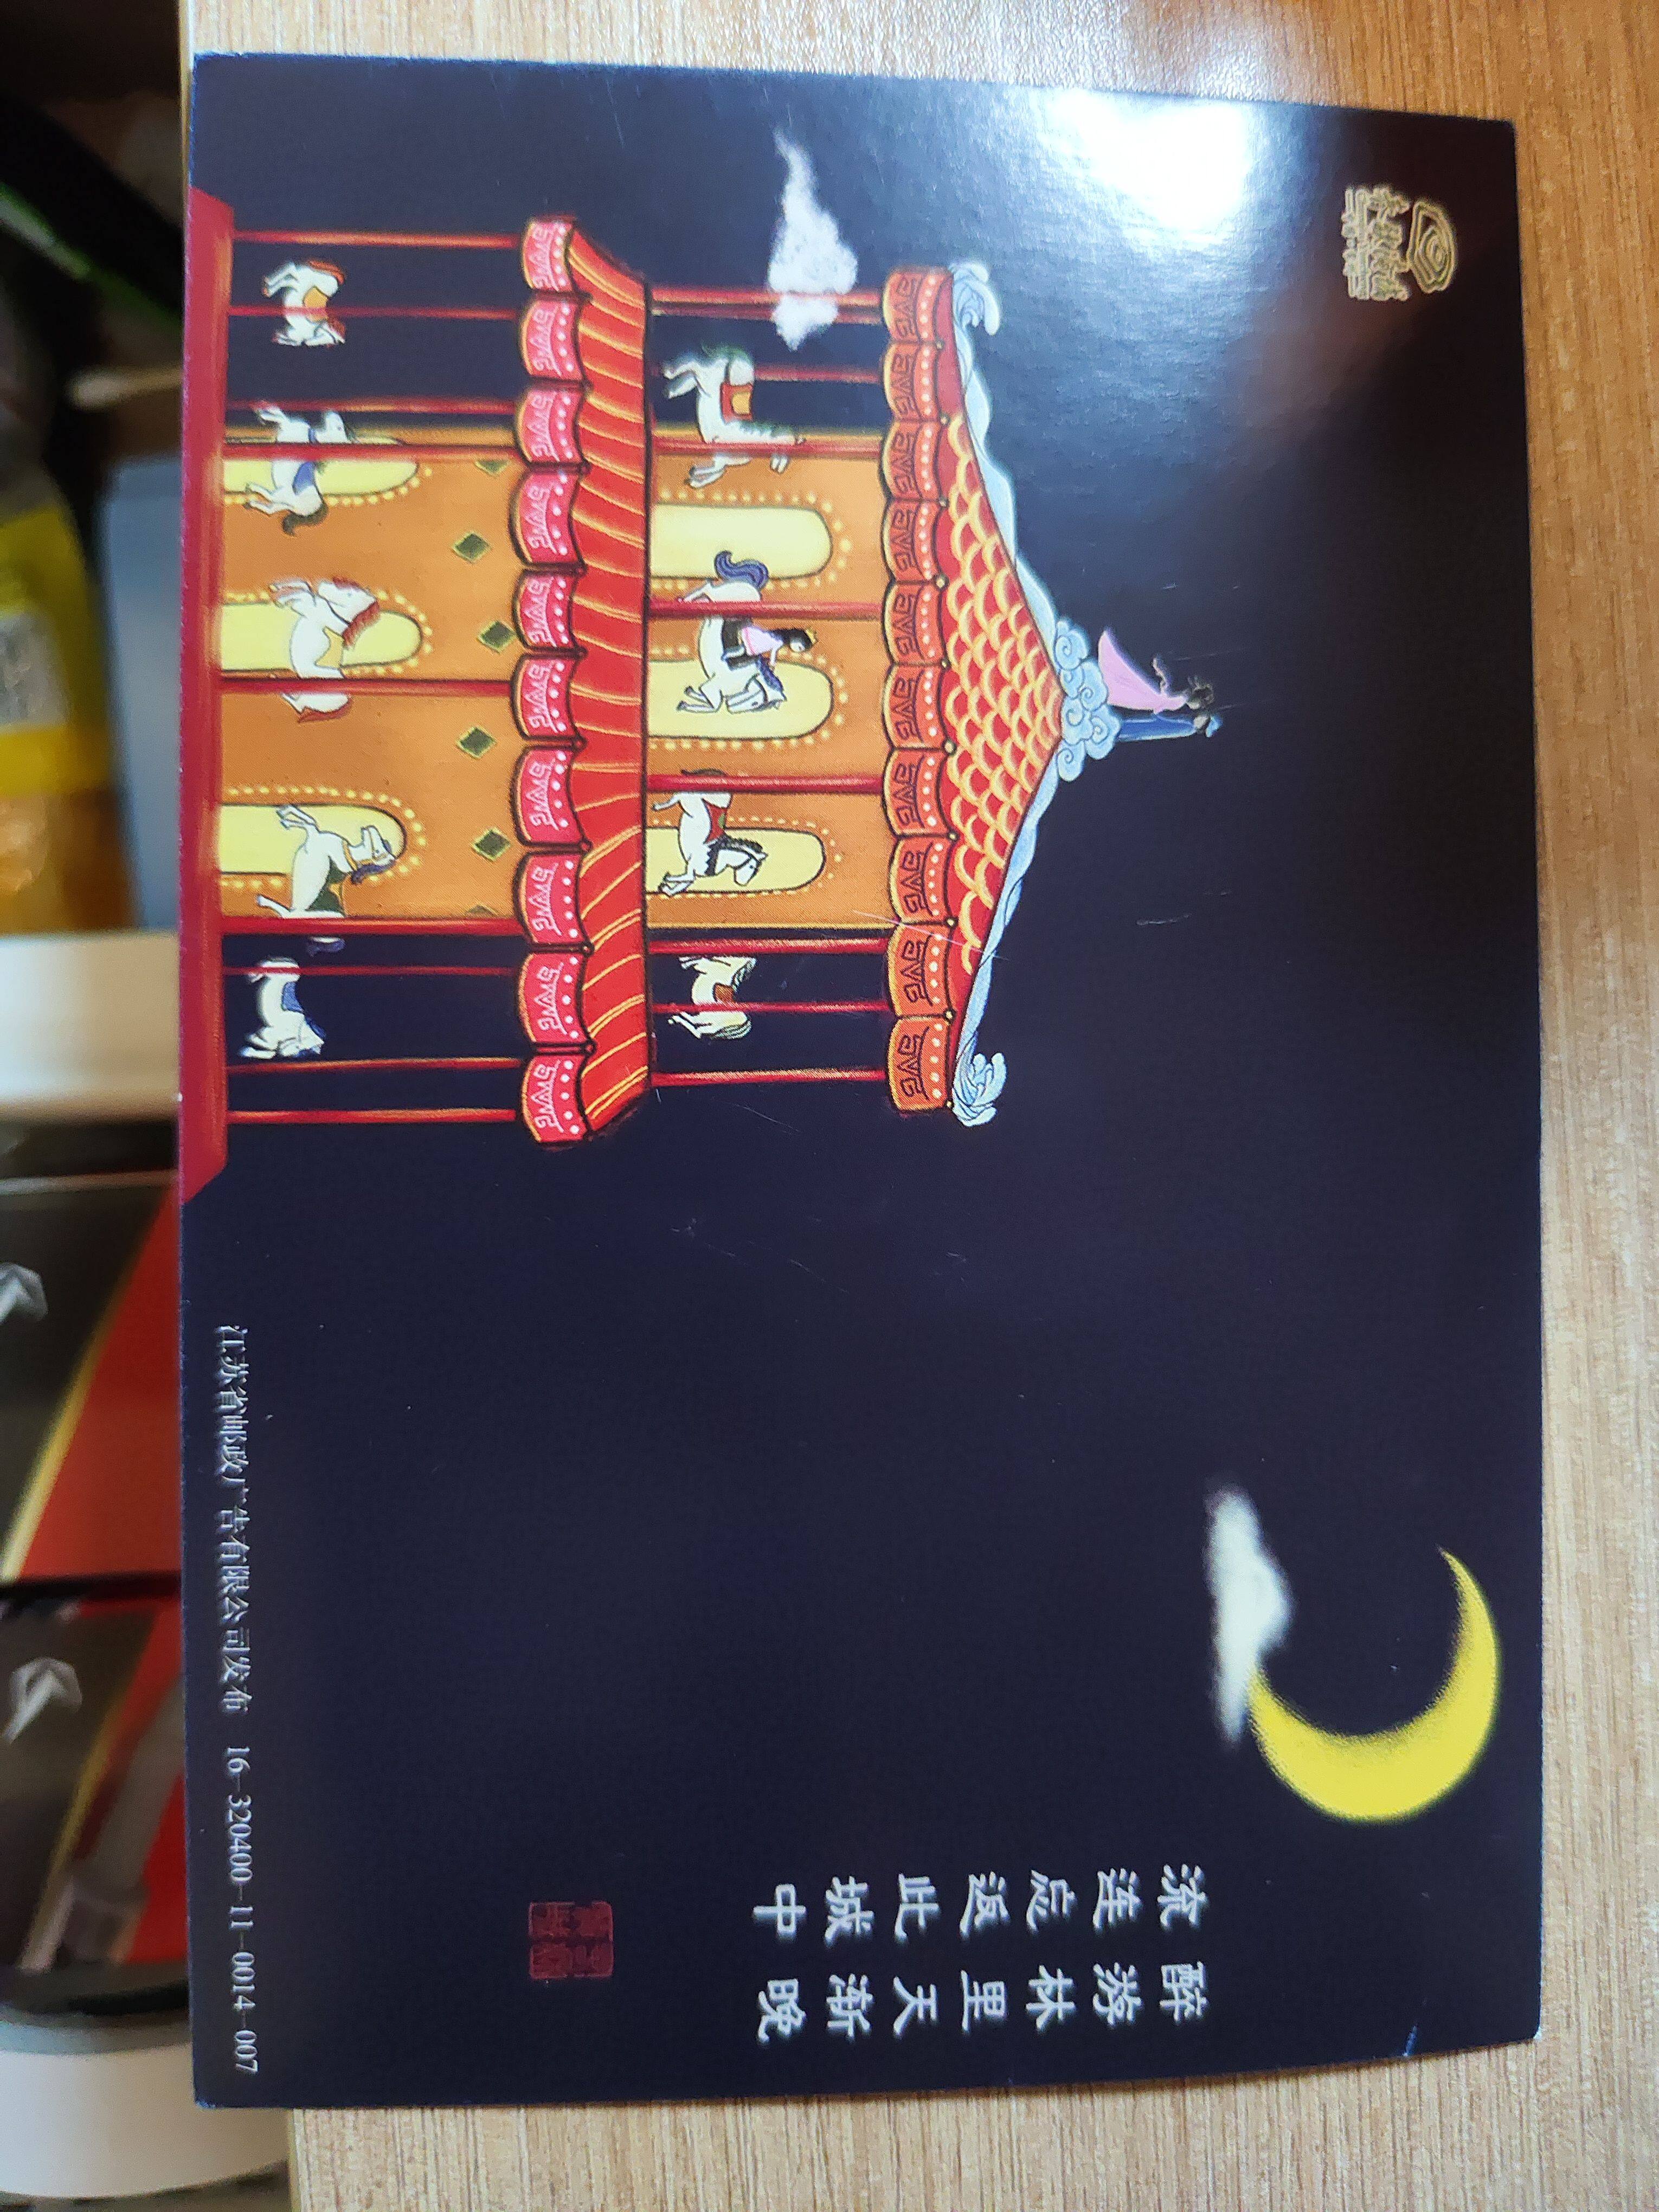 醉游林里天渐晚
流连忘返此城中
江苏省邮政广告有限公司发布 16-320400-11-0014-007